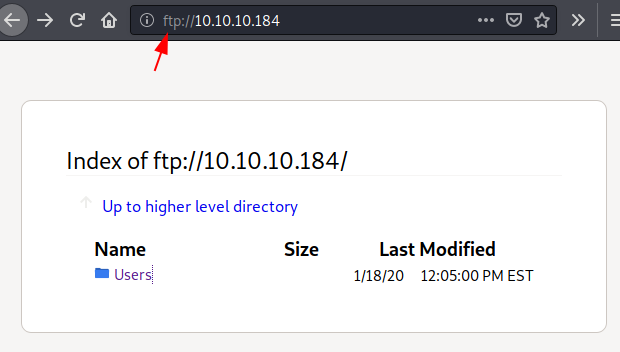 ftp://10.10.10.184
Index of ftp://10.10.10.184/
Up to higher level directory
Name Size Last Modified
Users 1/18/20 12:05:00 PM EST